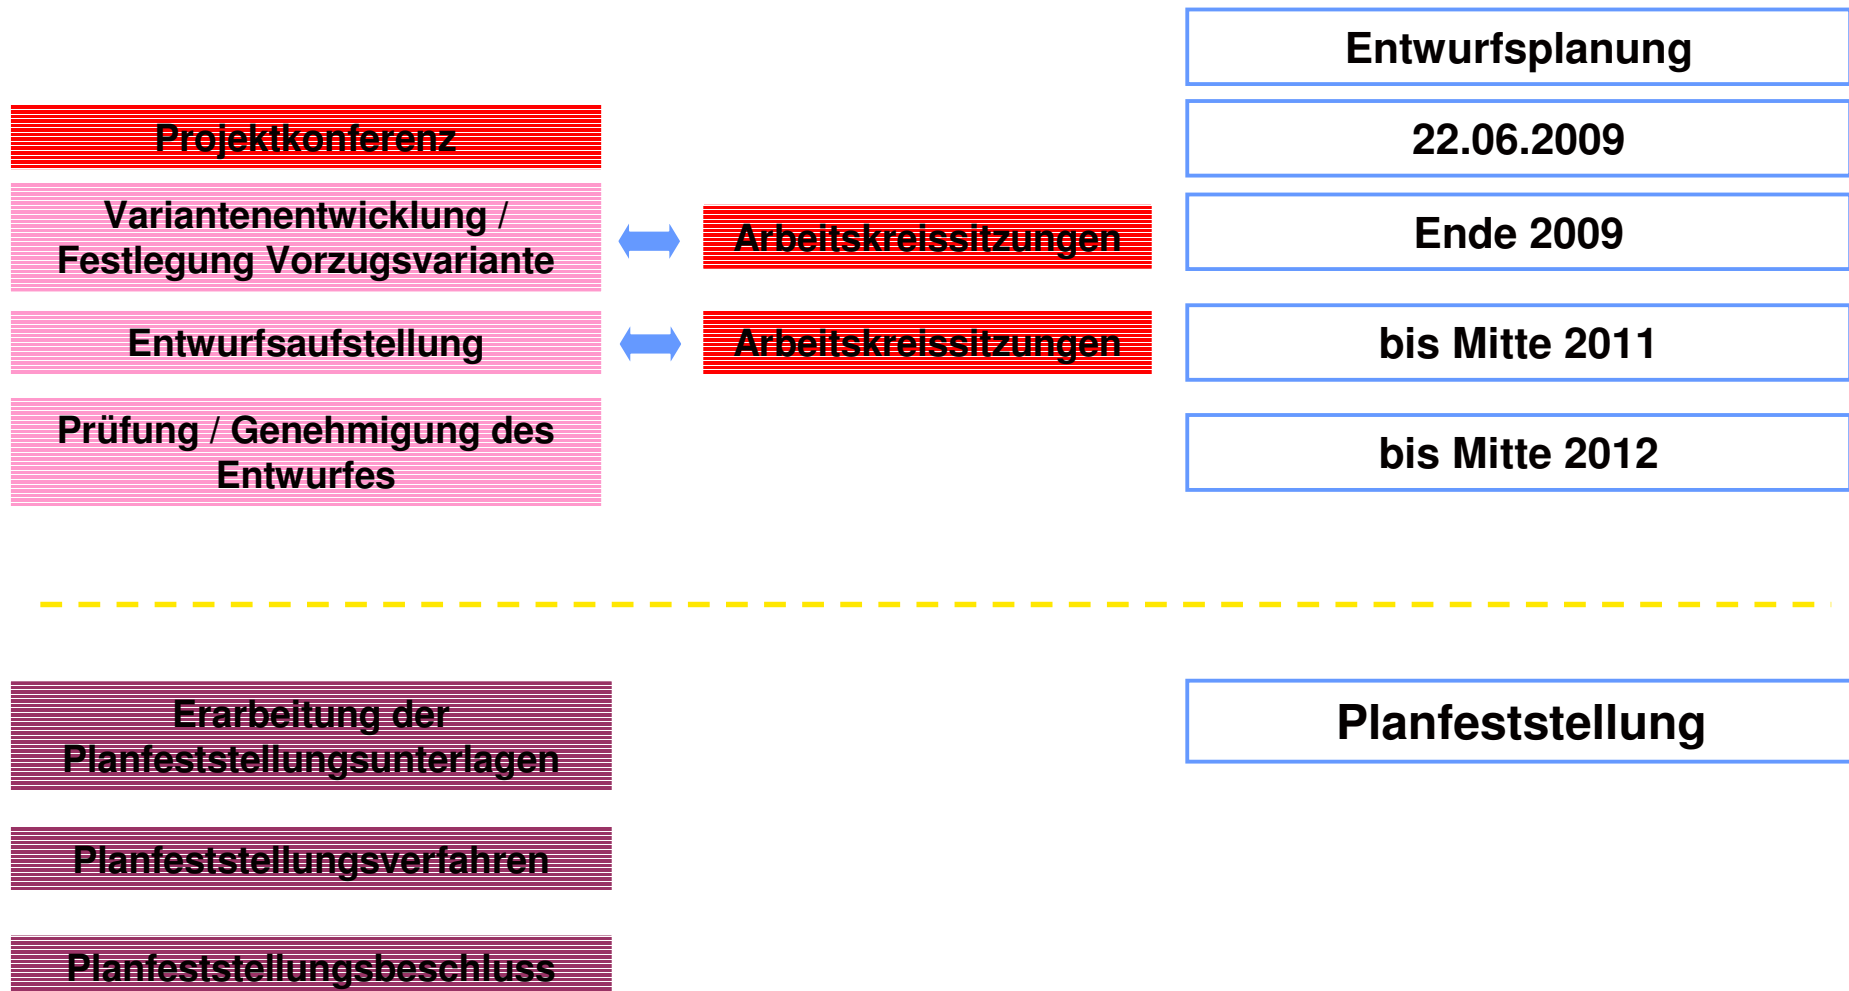 Entwurfsplanung
Projektkonferenz
22.06.2009
Variantenentwicklung /
Festlegung Vorzugsvariante
Arbeitskreissitzungen
Ende 2009
Entwurfsaufstellung
Arbeitskreissitzungen
bis Mitte 2011
Prüfung / Genehmigung des
Entwurfes
bis Mitte 2012
Erarbeitung der
Planfeststellungsunterlagen
Planfeststellung
Planfeststellungsverfahren
Planfeststellungsbeschluss